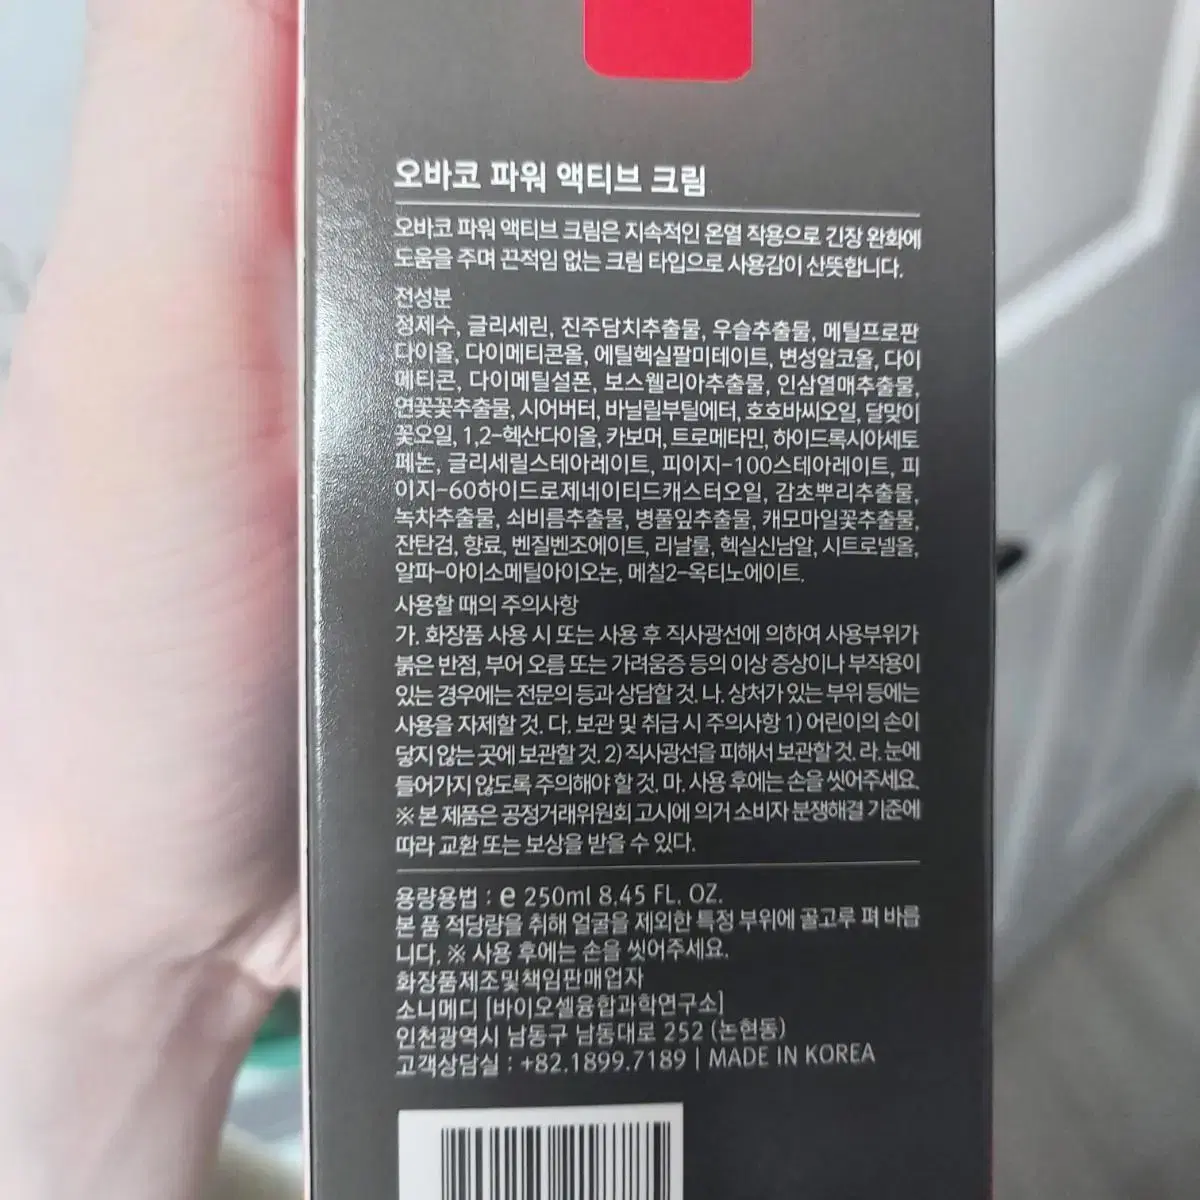 오바코 파워 액티브 크림
오바코 파워 액티브 크림은 지속적인 온열 작용으로 긴장 완화에
도움을 주며 끈적임 없는 크림 타입으로 사용감이 산뜻합니다.
전성분
정제수, 글리세린, 진주담치추출물, 우슬추출물, 메틸프로판
다이올, 다이메티콘올, 에틸헥실팔미테이트, 변성알코올, 다이
메티콘, 다이메틸설폰, 보스웰리아추출물, 인삼열매추출물,
연꽃꽃추출물, 시어버터, 바닐릴부틸에터, 호호바씨오일, 달맞이
꽃오일, 1,2-헥산다이올, 카보머, 트로메타민, 하이드록시아세토
페논, 글리세릴스테아레이트, 피이지-100스테아레이트, 피
이지-60하이드로제네이티드캐스터오일, 감초뿌리추출물,
녹차추출물, 쇠비름추출물, 병풀잎추출물, 캐모마일꽃추출물,
잔탄검, 향료, 벤질벤조에이트, 리날룰, 헥실신남알, 시트로넬올,
알파-아이소메틸아이오논, 메칠2-옥티노에이트.
사용할 때의 주의사항
가. 화장품 사용 시 또는 사용 후 직사광선에 의하여 사용부위가
붉은 반점, 부어 오름 또는 가려움증 등의 이상 증상이나 부작용이
있는 경우에는 전문의 등과 상담할 것. 나. 상처가 있는 부위 등에는
사용을 자제할 것. 다. 보관 및 취급 시 주의사항 1) 어린이의 손이
닿지 않는 곳에 보관할 것. 2) 직사광선을 피해서 보관할 것. 라. 눈에
들어가지 않도록 주의해야 할 것. 마. 사용 후에는 손을 씻어주세요.
※ 본 제품은 공정거래위원회 고시에 의거 소비자 분쟁해결 기준에
따라 교환 또는 보상을 받을 수 있다.
용량용법 : e 250ml 8.45 FL. OZ.
본 품 적당량을 취해 얼굴을 제외한 특정 부위에 골고루 펴 바릅
니다. ※ 사용 후에는 손을 씻어주세요.
화장품제조및책임판매업자
소니메디 [바이오셀융합과학연구소]
인천광역시 남동구 남동대로 252 (논현동)
고객상담실 : +82.1899.7189 | MADE IN KOREA